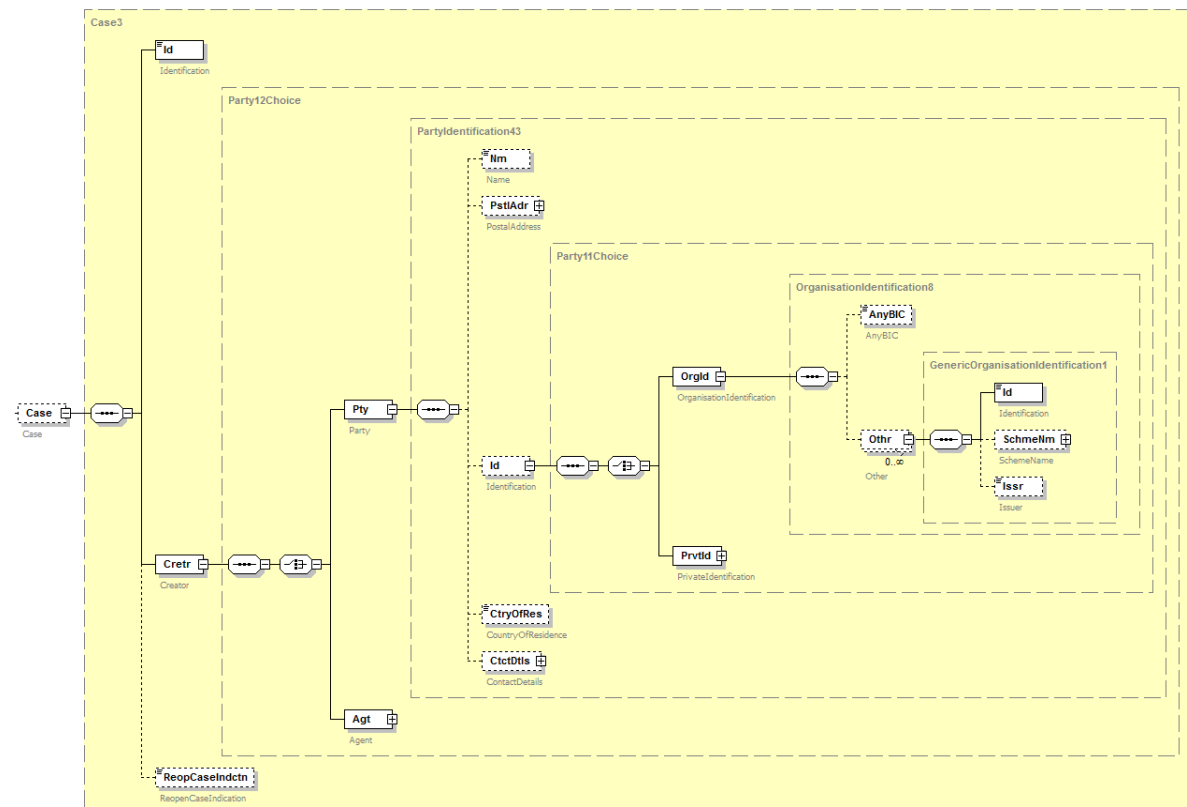 Case3
Id
Identification
Party12Choice
PartyIdentification43
Nm
Name
PstlAdr
PostalAddress
Party11Choice
OrganisationIdentification8
AnyBIC
AnyBIC
GenericOrganisationIdentification1
Id
Identification
OrgId
OrganisationIdentification
Case
Case
Pty
Party
Othr
0..∞
Other
SchmeNm
SchemeName
Id
Identification
Issr
Issuer
Cretr
Creator
PrvtId
PrivateIdentification
CtryOfRes
CountryOfResidence
CtctDtls
ContactDetails
Agt
Agent
ReopCaseIndctn
ReopenCaseIndication